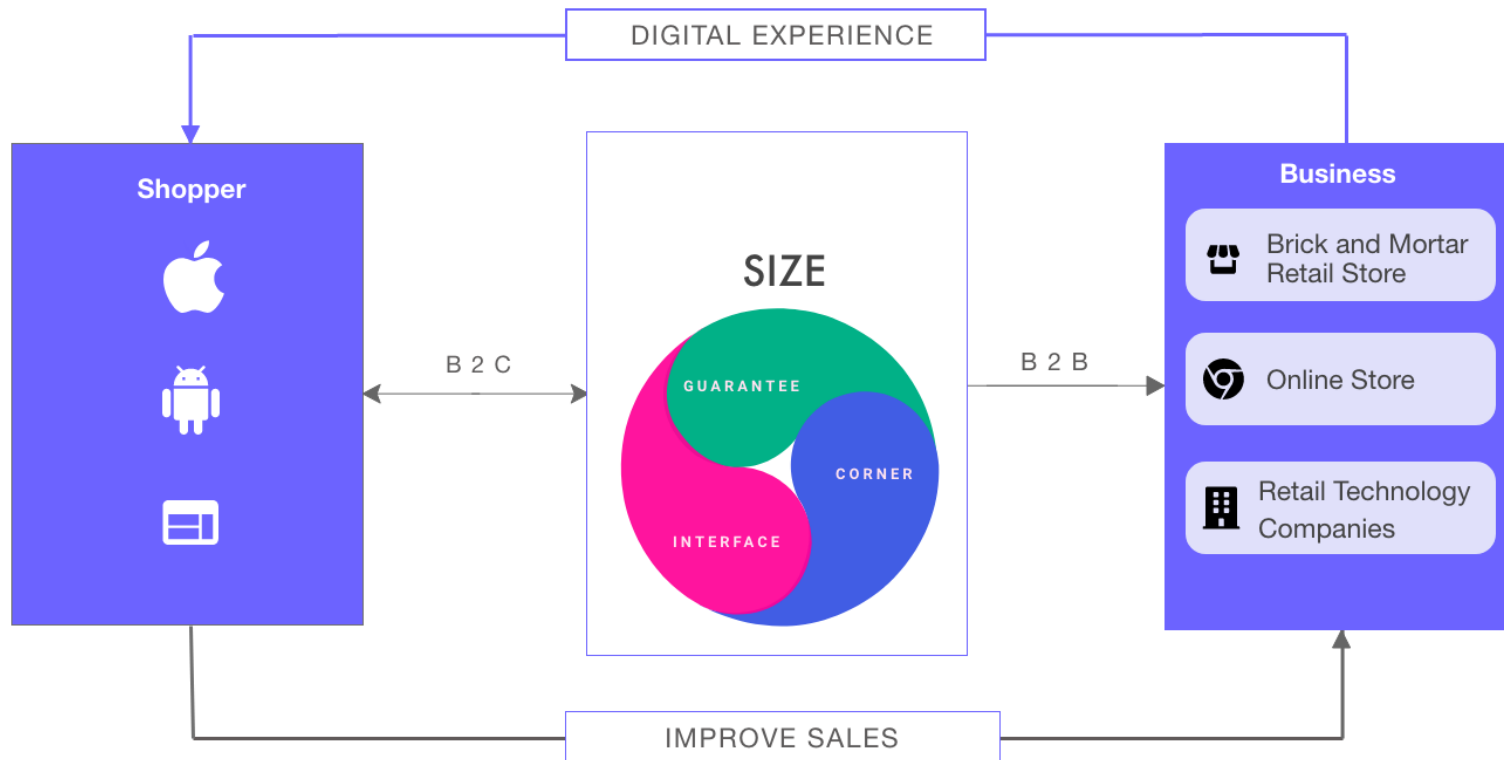 DIGITAL EXPERIENCE
Shopper
Business
Brick and Mortar
Retail Store
SIZE
B 2 C
B 2 B
GUARANTEE
Online Store
CORNER
Retail Technology
Companies
INTERFACE
IMPROVE SALES